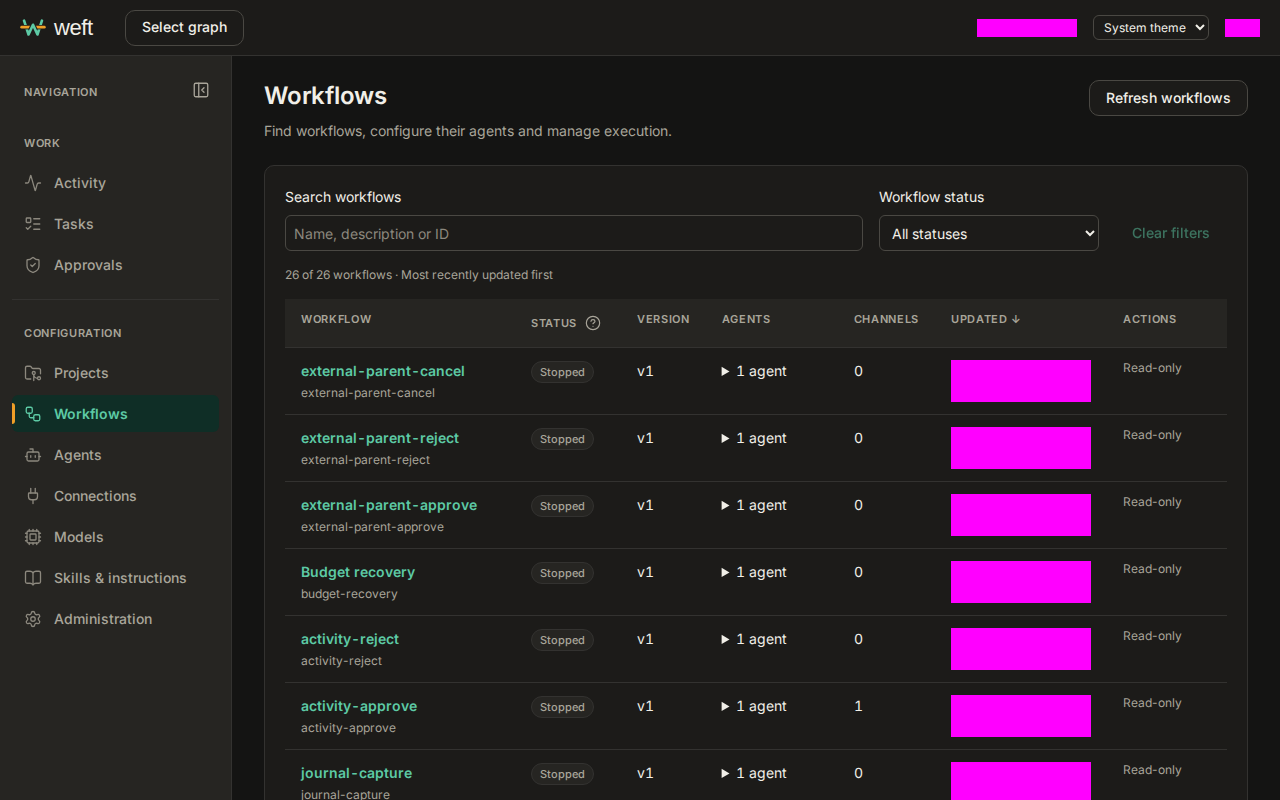 weft
Select graph
System theme
NAVIGATION
WORK
Activity
Tasks
Approvals
CONFIGURATION
Projects
Workflows
Agents
Connections
Models
Skills & instructions
Administration
Workflows
Refresh workflows
Find workflows, configure their agents and manage execution.
Search workflows
Workflow status
Name, description or ID
All statuses
Clear filters
26 of 26 workflows · Most recently updated first
WORKFLOW STATUS ? VERSION AGENTS CHANNELS UPDATED ↓ ACTIONS
external-parent-cancel Stopped v1 ▶ 1 agent 0 Read-only
external-parent-cancel
external-parent-reject Stopped v1 ▶ 1 agent 0 Read-only
external-parent-reject
external-parent-approve Stopped v1 ▶ 1 agent 0 Read-only
external-parent-approve
Budget recovery Stopped v1 ▶ 1 agent 0 Read-only
budget-recovery
activity-reject Stopped v1 ▶ 1 agent 0 Read-only
activity-reject
activity-approve Stopped v1 ▶ 1 agent 1 Read-only
activity-approve
journal-capture Stopped v1 ▶ 1 agent 0 Read-only
journal-capture